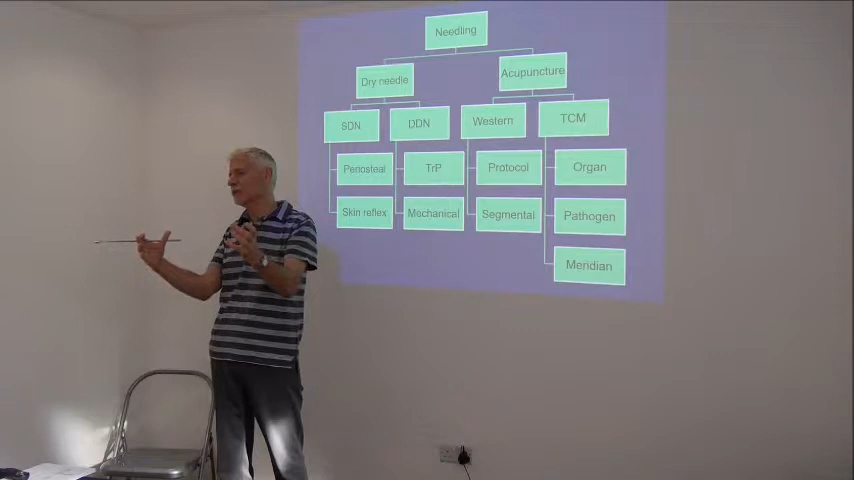 Needling
Dry needle
Acupuncture
SDN
DDN
Western
TCM
Periosteal
TrP
Protocol
Organ
Skin reflex
Mechanical
Segmental
Pathogen
Meridian